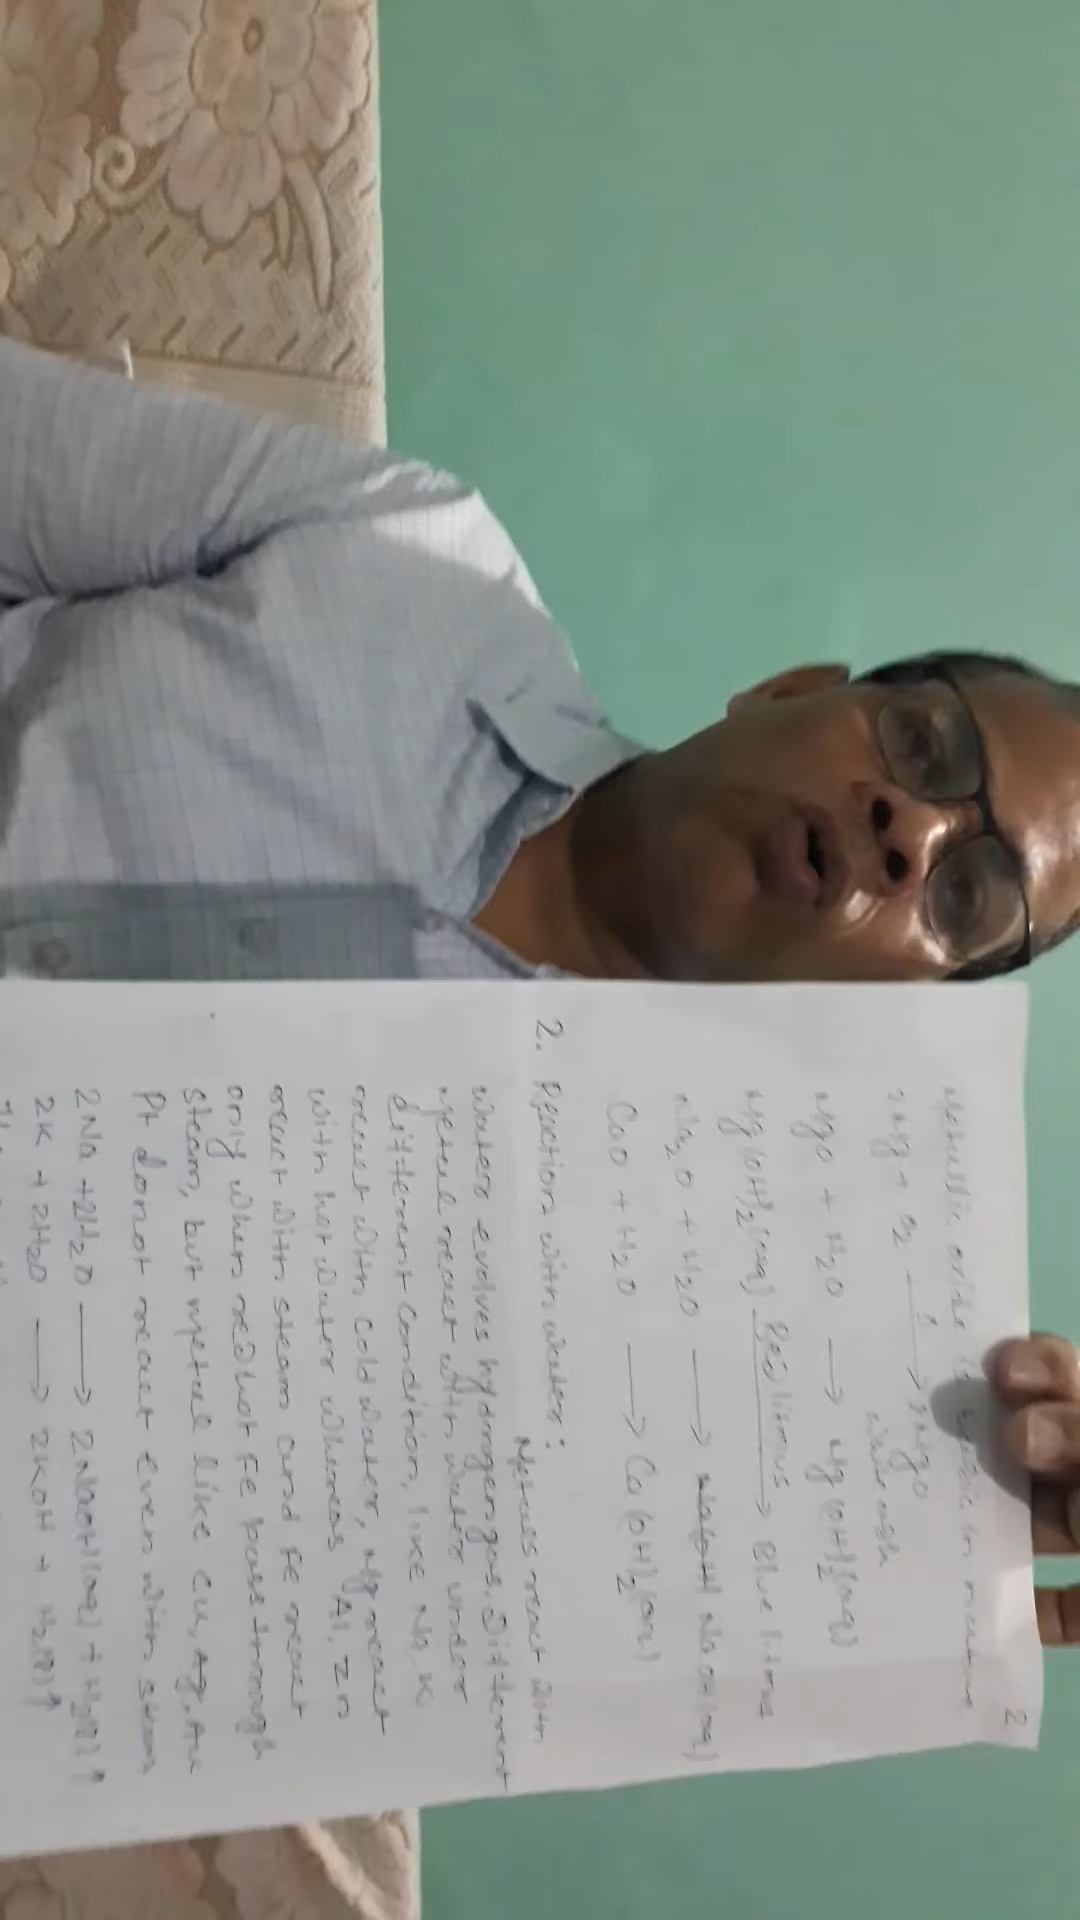 2
Metallic oxide is basic in nature
2Mg + O2 —Δ→ 2MgO
White ash
MgO + H2O → Mg(OH)2(aq)
Mg(OH)2(aq) Red litmus → Blue litmus
Na2O + H2O → NaOH(aq)
CaO + H2O → Ca(OH)2(aq)
2. Reaction with water:
Metals react with
water evolves hydrogen gas. Different
metal react with water under
different condition, like Na, K
react with cold water, Mg react
with hot water whereas Al, Zn
react with steam and Fe react
only when red hot Fe pass through
steam, but metal like Cu, Ag, Au
Pt donot react even with steam
2Na + 2H2O → 2NaOH(aq) + H2(g)↑
2K + 2H2O → 2KOH + H2(g)↑